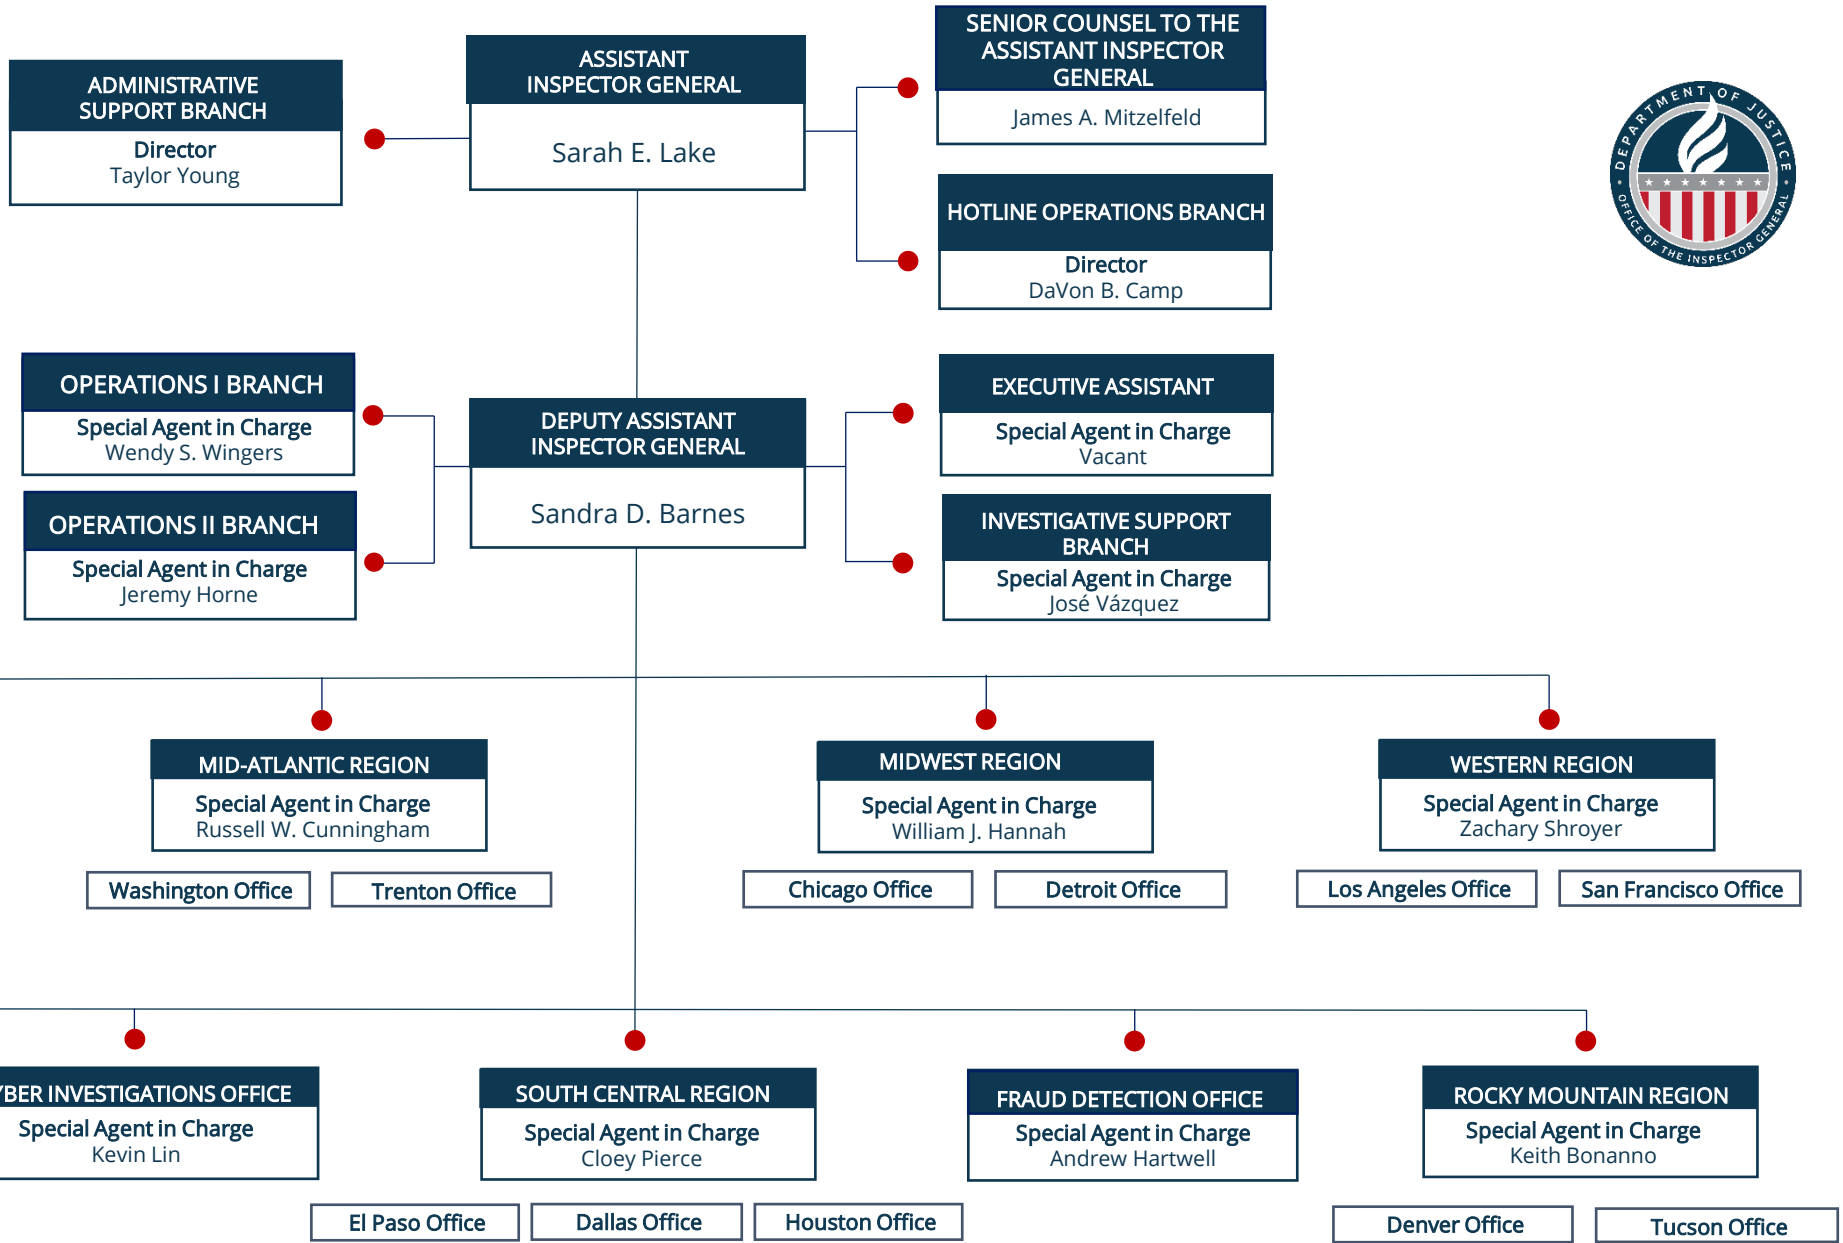 ADMINISTRATIVE
SUPPORT BRANCH
Director
Taylor Young
ASSISTANT
INSPECTOR GENERAL
Sarah E. Lake
SENIOR COUNSEL TO THE
ASSISTANT INSPECTOR
GENERAL
James A. Mitzelfeld
HOTLINE OPERATIONS BRANCH
Director
DaVon B. Camp
DEPARTMENT OF JUSTICE
OFFICE OF THE INSPECTOR GENERAL
OPERATIONS I BRANCH
Special Agent in Charge
Wendy S. Wingers
OPERATIONS II BRANCH
Special Agent in Charge
Jeremy Horne
DEPUTY ASSISTANT
INSPECTOR GENERAL
Sandra D. Barnes
EXECUTIVE ASSISTANT
Special Agent in Charge
Vacant
INVESTIGATIVE SUPPORT
BRANCH
Special Agent in Charge
José Vázquez
MID-ATLANTIC REGION
Special Agent in Charge
Russell W. Cunningham
Washington Office
Trenton Office
MIDWEST REGION
Special Agent in Charge
William J. Hannah
Chicago Office
Detroit Office
WESTERN REGION
Special Agent in Charge
Zachary Shroyer
Los Angeles Office
San Francisco Office
YBER INVESTIGATIONS OFFICE
Special Agent in Charge
Kevin Lin
SOUTH CENTRAL REGION
Special Agent in Charge
Cloey Pierce
El Paso Office
Dallas Office
Houston Office
FRAUD DETECTION OFFICE
Special Agent in Charge
Andrew Hartwell
ROCKY MOUNTAIN REGION
Special Agent in Charge
Keith Bonanno
Denver Office
Tucson Office